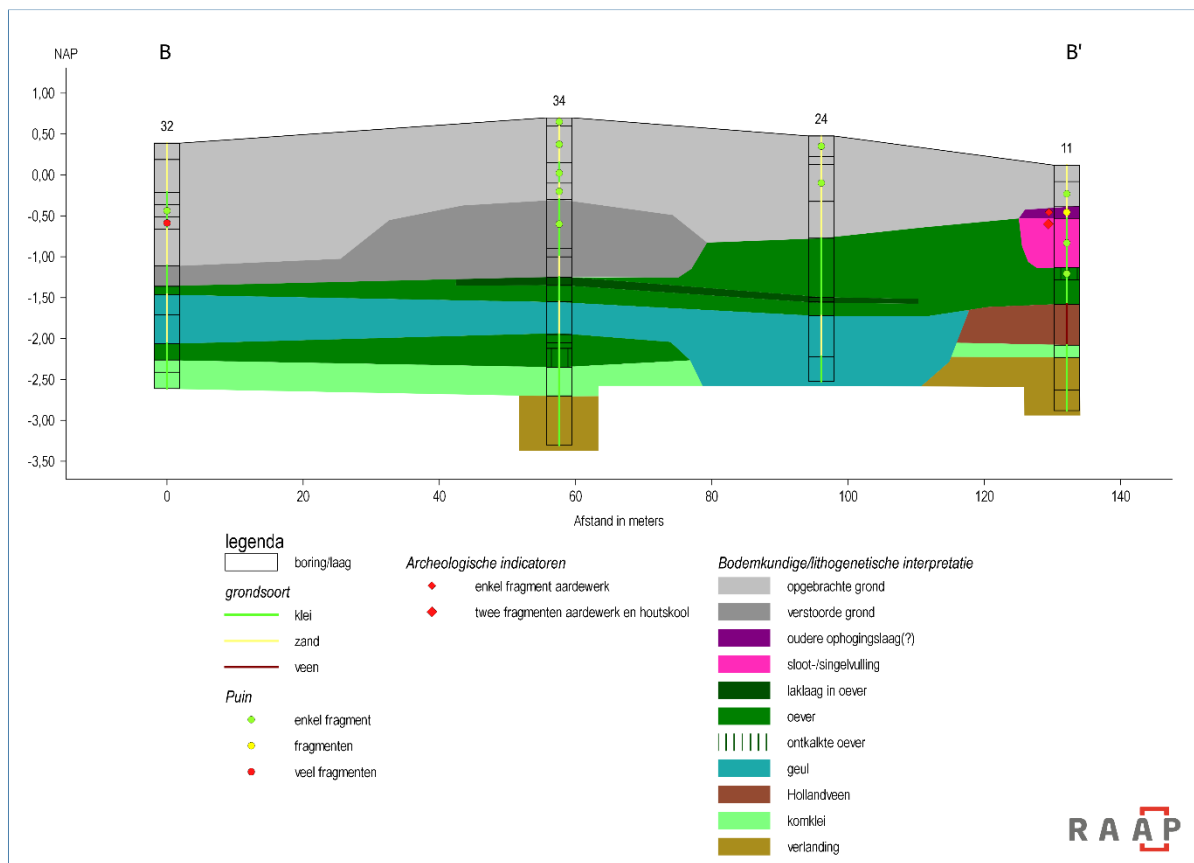 B
B'
NAP
34
24
32
11
1,00
0,50
0,00
-0,50
-1,00
-1,50
-2,00
-2,50
-3,00
-3,50
0
20
40
60
80
100
120
140
Afstand in meters
legenda
boring/laag
grondsoort
klei
zand
veen
Puin
enkel fragment
fragmenten
veel fragmenten
Archeologische indicatoren
enkel fragment aardewerk
twee fragmenten aardewerk en houtskool
Bodemkundige/lithogenetische interpretatie
opgebrachte grond
verstoorde grond
oudere ophogingslaag(?)
sloot-/singelvulling
laklaag in oever
oever
ontkalkte oever
geul
Hollandveen
komklei
verlanding
RAAP